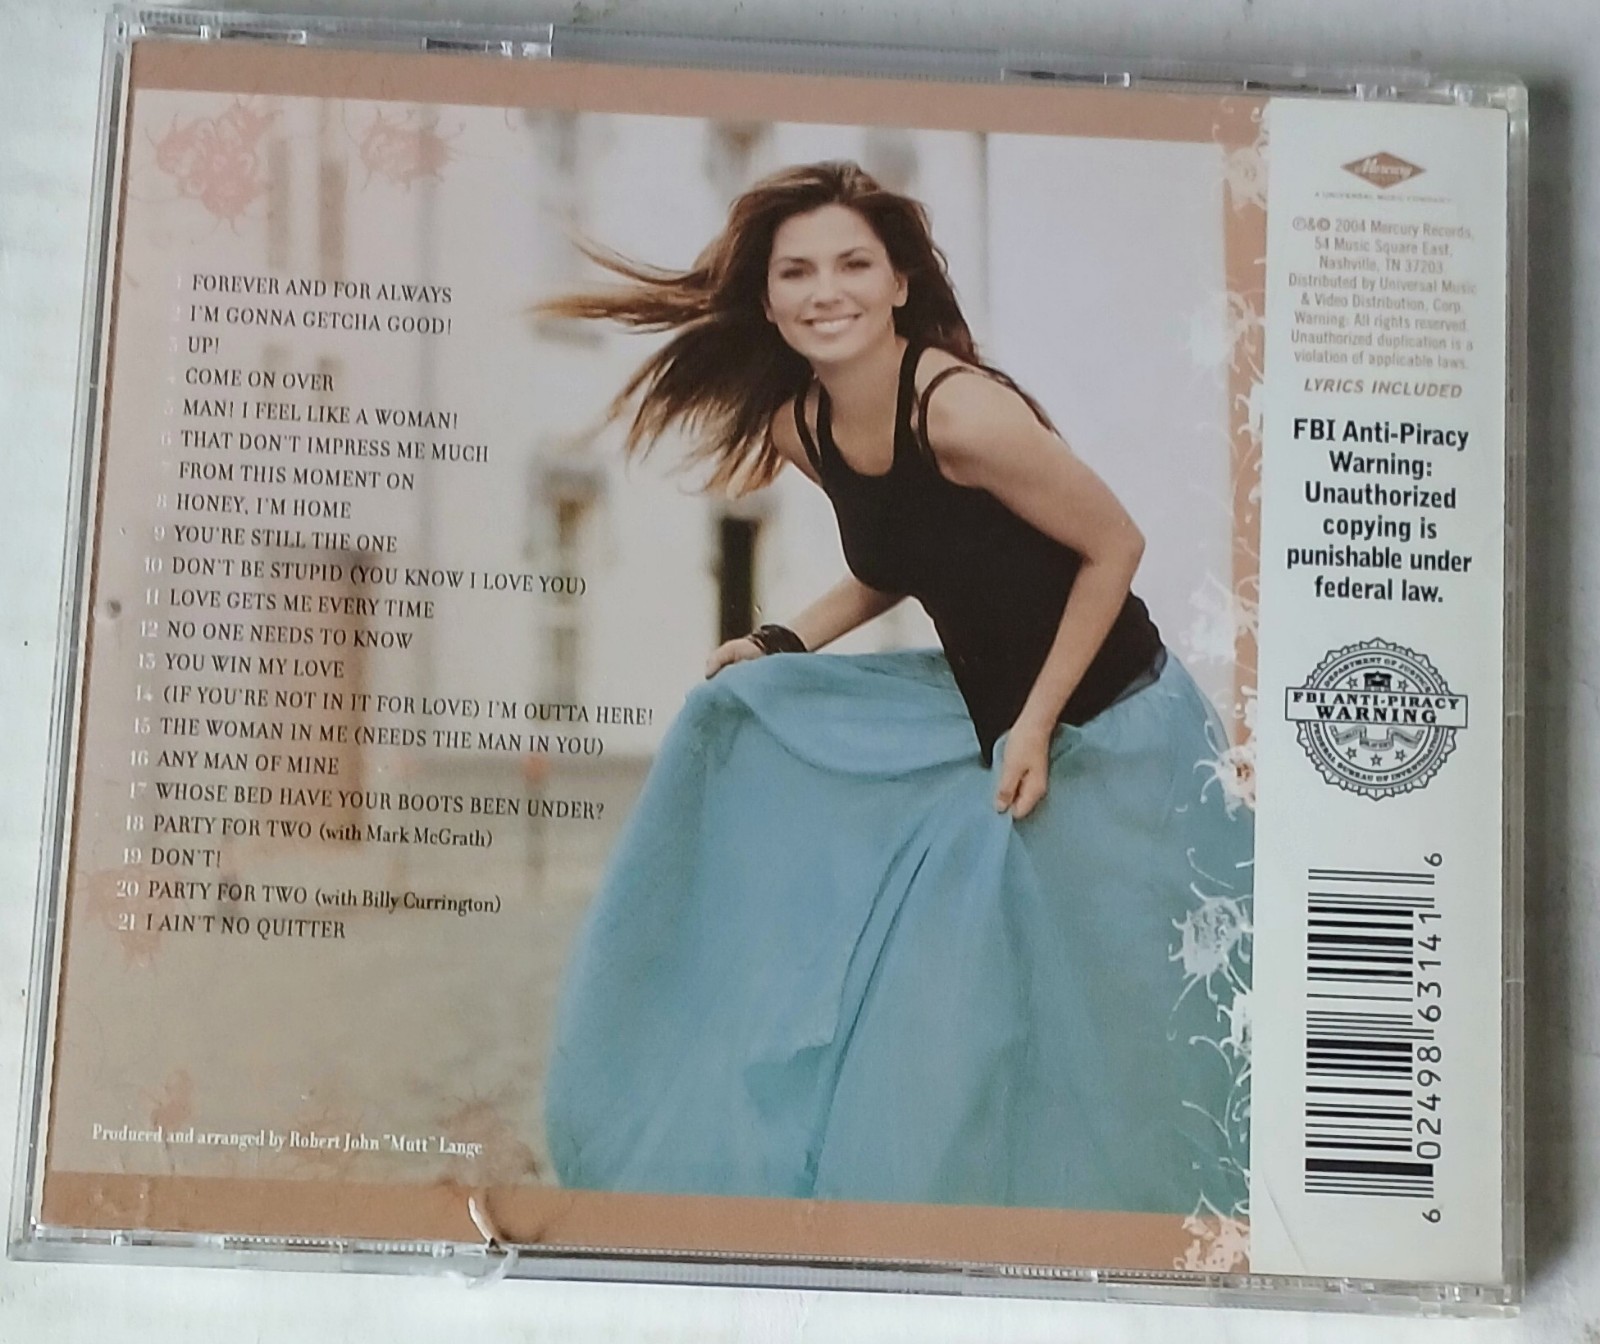 1 FOREVER AND FOR ALWAYS
2 I'M GONNA GETCHA GOOD!
3 UP!
COME ON OVER
5 MAN! I FEEL LIKE A WOMAN!
6 THAT DON'T IMPRESS ME MUCH
7 FROM THIS MOMENT ON
8 HONEY, I'M HOME
9 YOU'RE STILL THE ONE
10 DON'T BE STUPID (YOU KNOW I LOVE YOU)
11 LOVE GETS ME EVERY TIME
12 NO ONE NEEDS TO KNOW
13 YOU WIN MY LOVE
14 (IF YOU'RE NOT IN IT FOR LOVE) I'M OUTTA HERE!
15 THE WOMAN IN ME (NEEDS THE MAN IN YOU)
16 ANY MAN OF MINE
17 WHOSE BED HAVE YOUR BOOTS BEEN UNDER?
18 PARTY FOR TWO (with Mark McGrath)
19 DON'T!
20 PARTY FOR TWO (with Billy Currington)
21 I AIN'T NO QUITTER
Produced and arranged by Robert John "Mutt" Lange
Mercury
A UNIVERSAL MUSIC COMPANY
℗&© 2004 Mercury Records,
54 Music Square East,
Nashville, TN 37203.
Distributed by Universal Music
& Video Distribution, Corp.
Warning: All rights reserved.
Unauthorized duplication is a
violation of applicable laws.
LYRICS INCLUDED
FBI Anti-Piracy
Warning:
Unauthorized
copying is
punishable under
federal law.
DEPARTMENT OF JUSTICE
FBI ANTI-PIRACY
WARNING
FEDERAL BUREAU OF INVESTIGATION
6 02498 63141 6